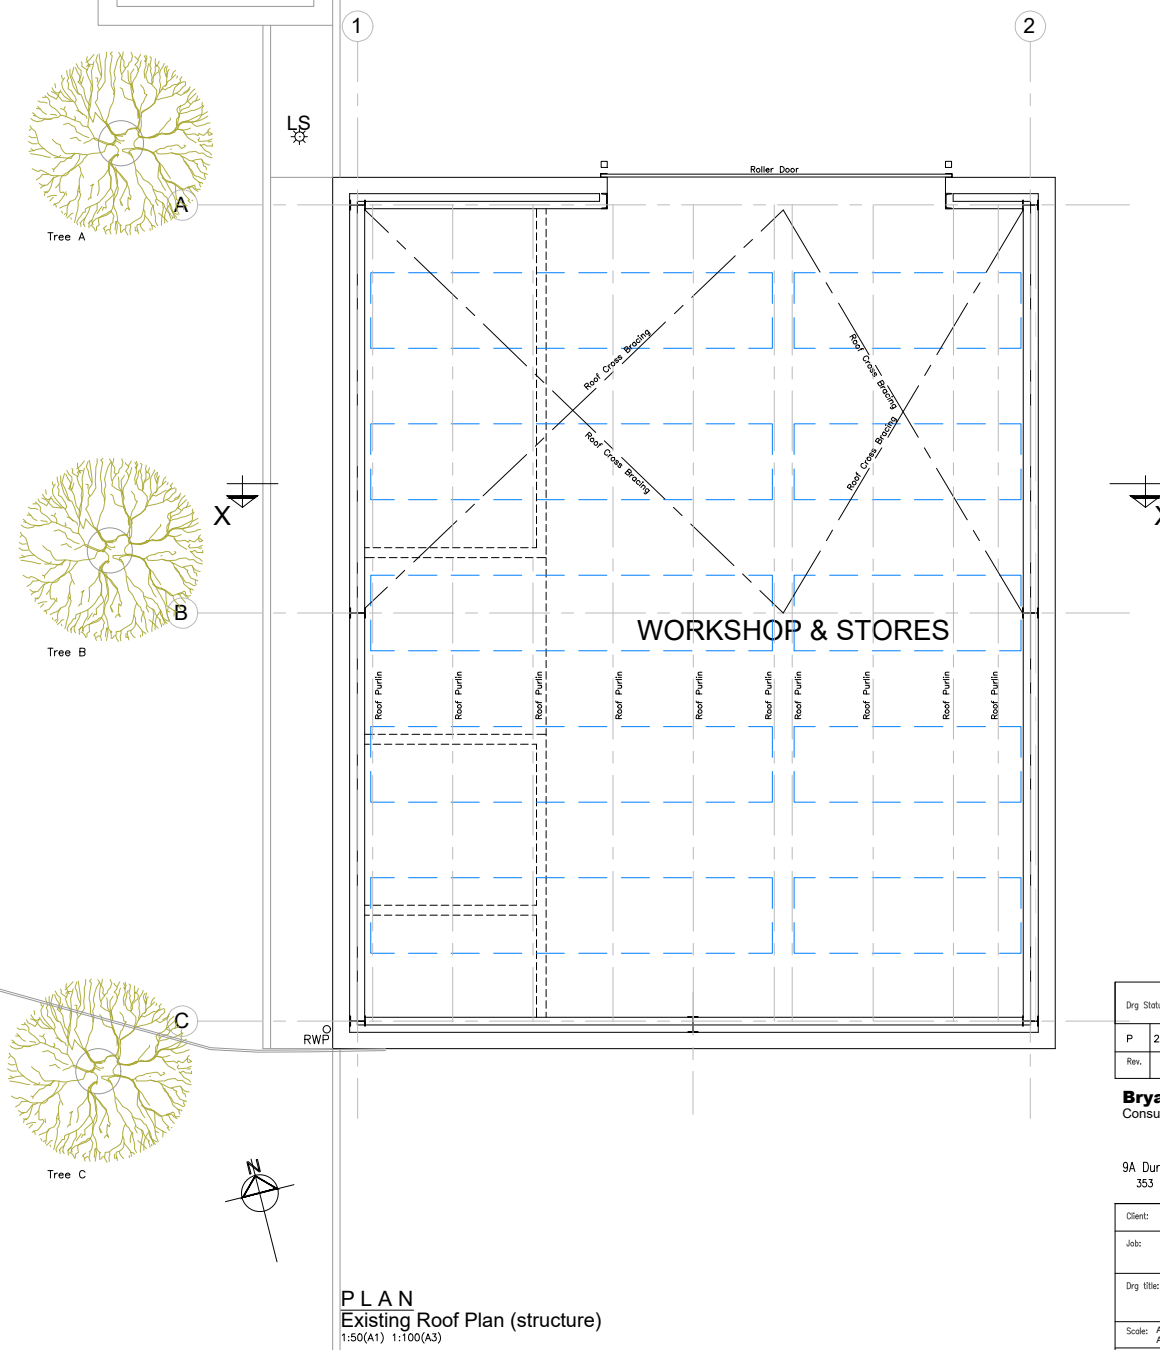 1
2
LS
Roller Door
A
Tree A
Roof Cross Bracing
Roof Cross Bracing
Roof Cross Bracing
Roof Cross Bracing
X
B
WORKSHOP & STORES
Tree B
Roof Purlin
Roof Purlin
Roof Purlin
Roof Purlin
Roof Purlin
Roof Purlin
Roof Purlin
Roof Purlin
Roof Purlin
Roof Purlin
C
RWP
Drg
P 2
Rev.
Tree C
N
9A
353
Client:
Job:
Drg title:
Scale:
PLAN
Existing Roof Plan (structure)
1:50(A1) 1:100(A3)